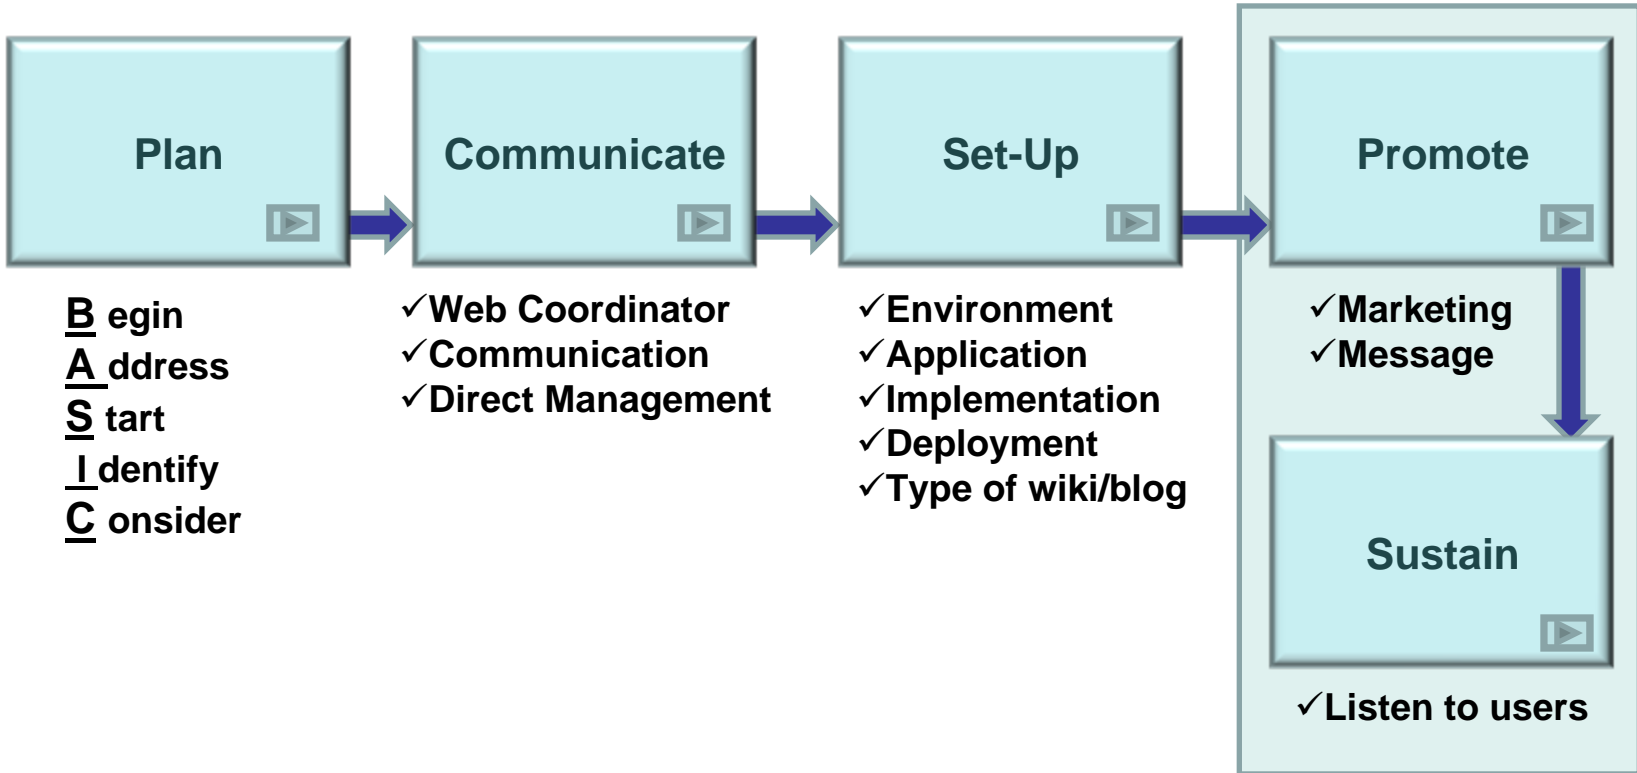 Plan
B egin
A ddress
S tart
I dentify
C onsider
Communicate
✓Web Coordinator
✓Communication
✓Direct Management
Set-Up
✓Environment
✓Application
✓Implementation
✓Deployment
✓Type of wiki/blog
Promote
✓Marketing
✓Message
Sustain
✓Listen to users